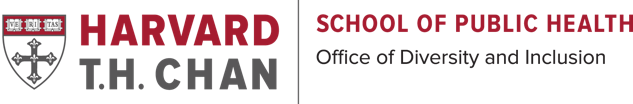 VE RI TAS
HARVARD
T.H. CHAN
SCHOOL OF PUBLIC HEALTH
Office of Diversity and Inclusion